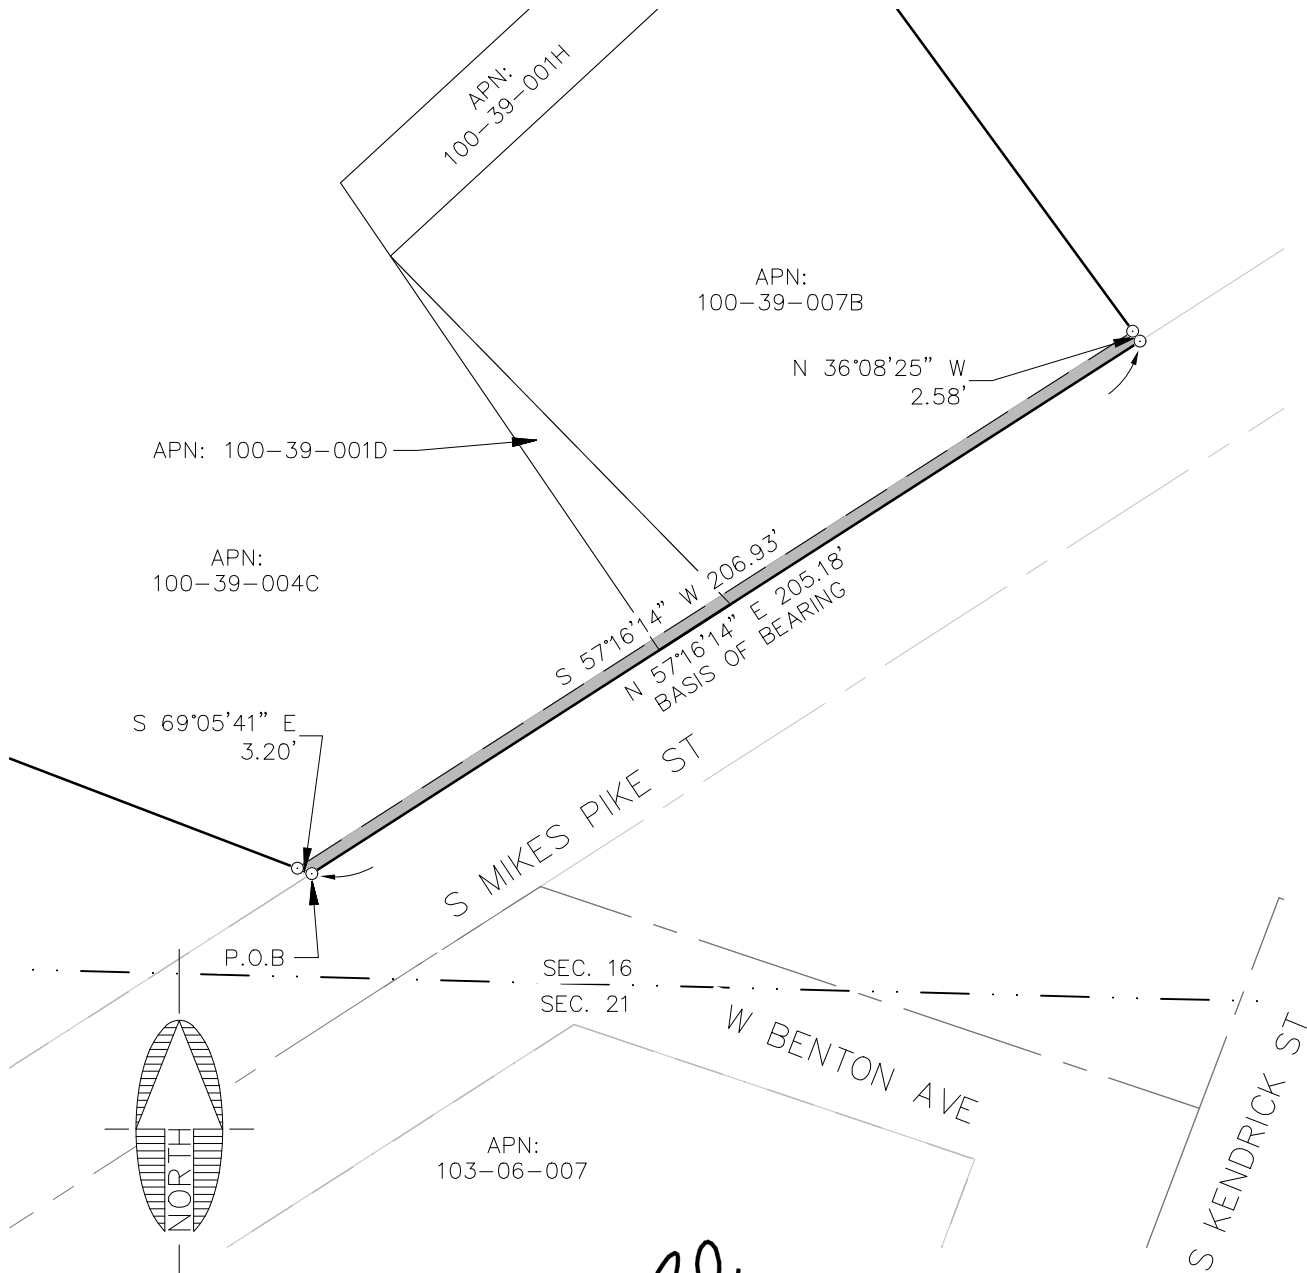 APN:
100-39-001H
APN:
100-39-007B
N 36°08'25" W
2.58'
APN: 100-39-001D
APN:
100-39-004C
S 57°16'14" W 206.93'
N 57°16'14" E 205.18'
BASIS OF BEARING
S 69°05'41" E
3.20'
S MIKES PIKE ST
P.O.B
SEC. 16
SEC. 21
W BENTON AVE
S KENDRICK ST
APN:
103-06-007
NORTH